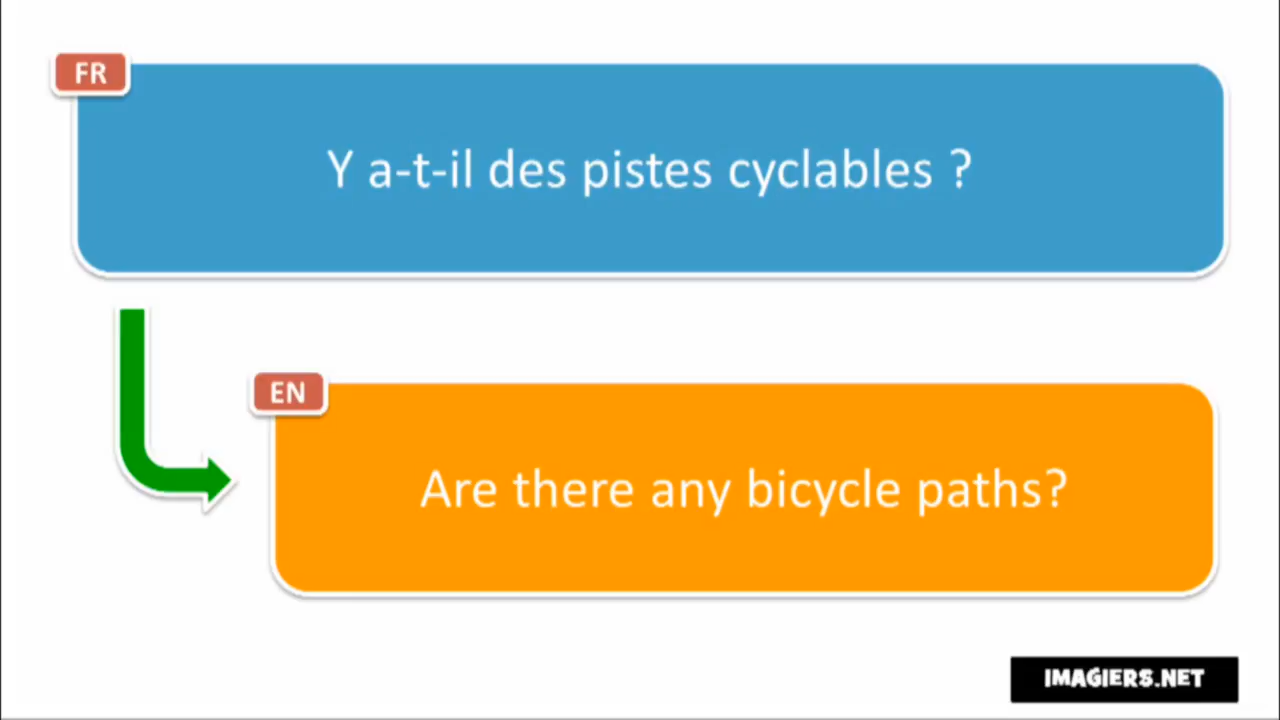 FR
Y a-t-il des pistes cyclables ?
EN
Are there any bicycle paths?
IMAGIERS.NET